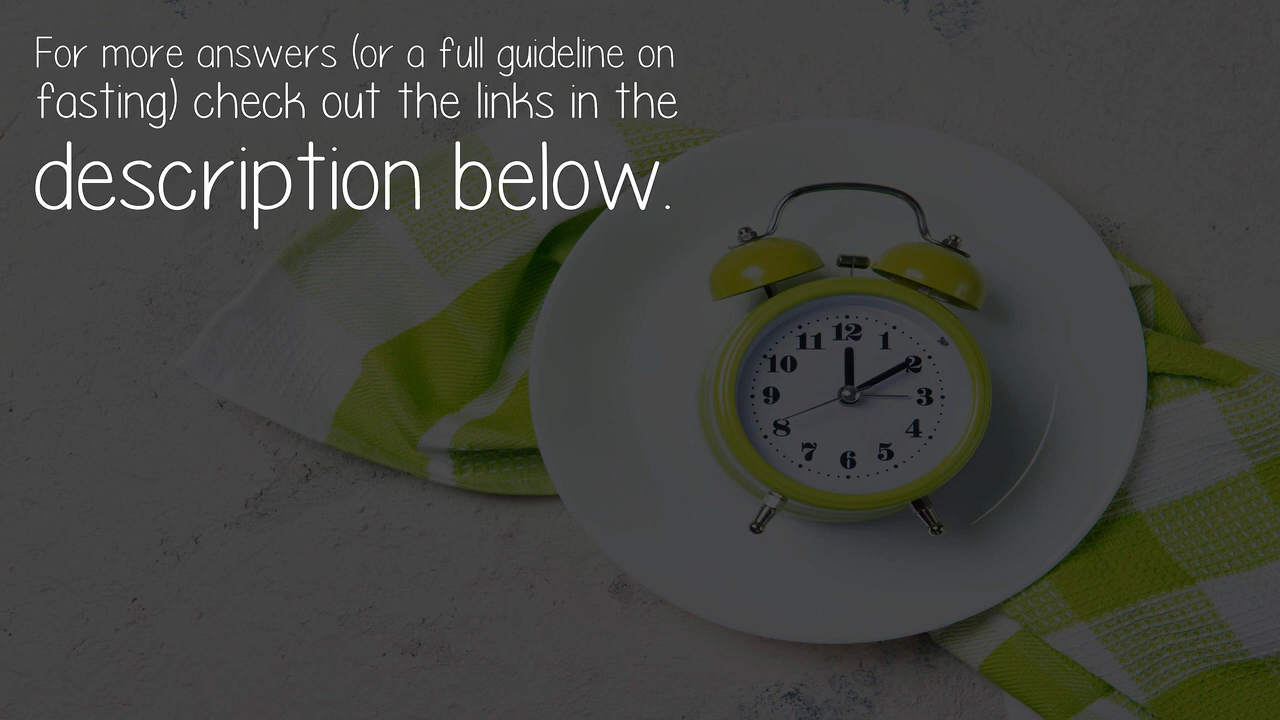 For more answers (or a full guideline on
fasting) check out the links in the
description below.
12
11 1
10 2
9 3
8 4
7 5
6